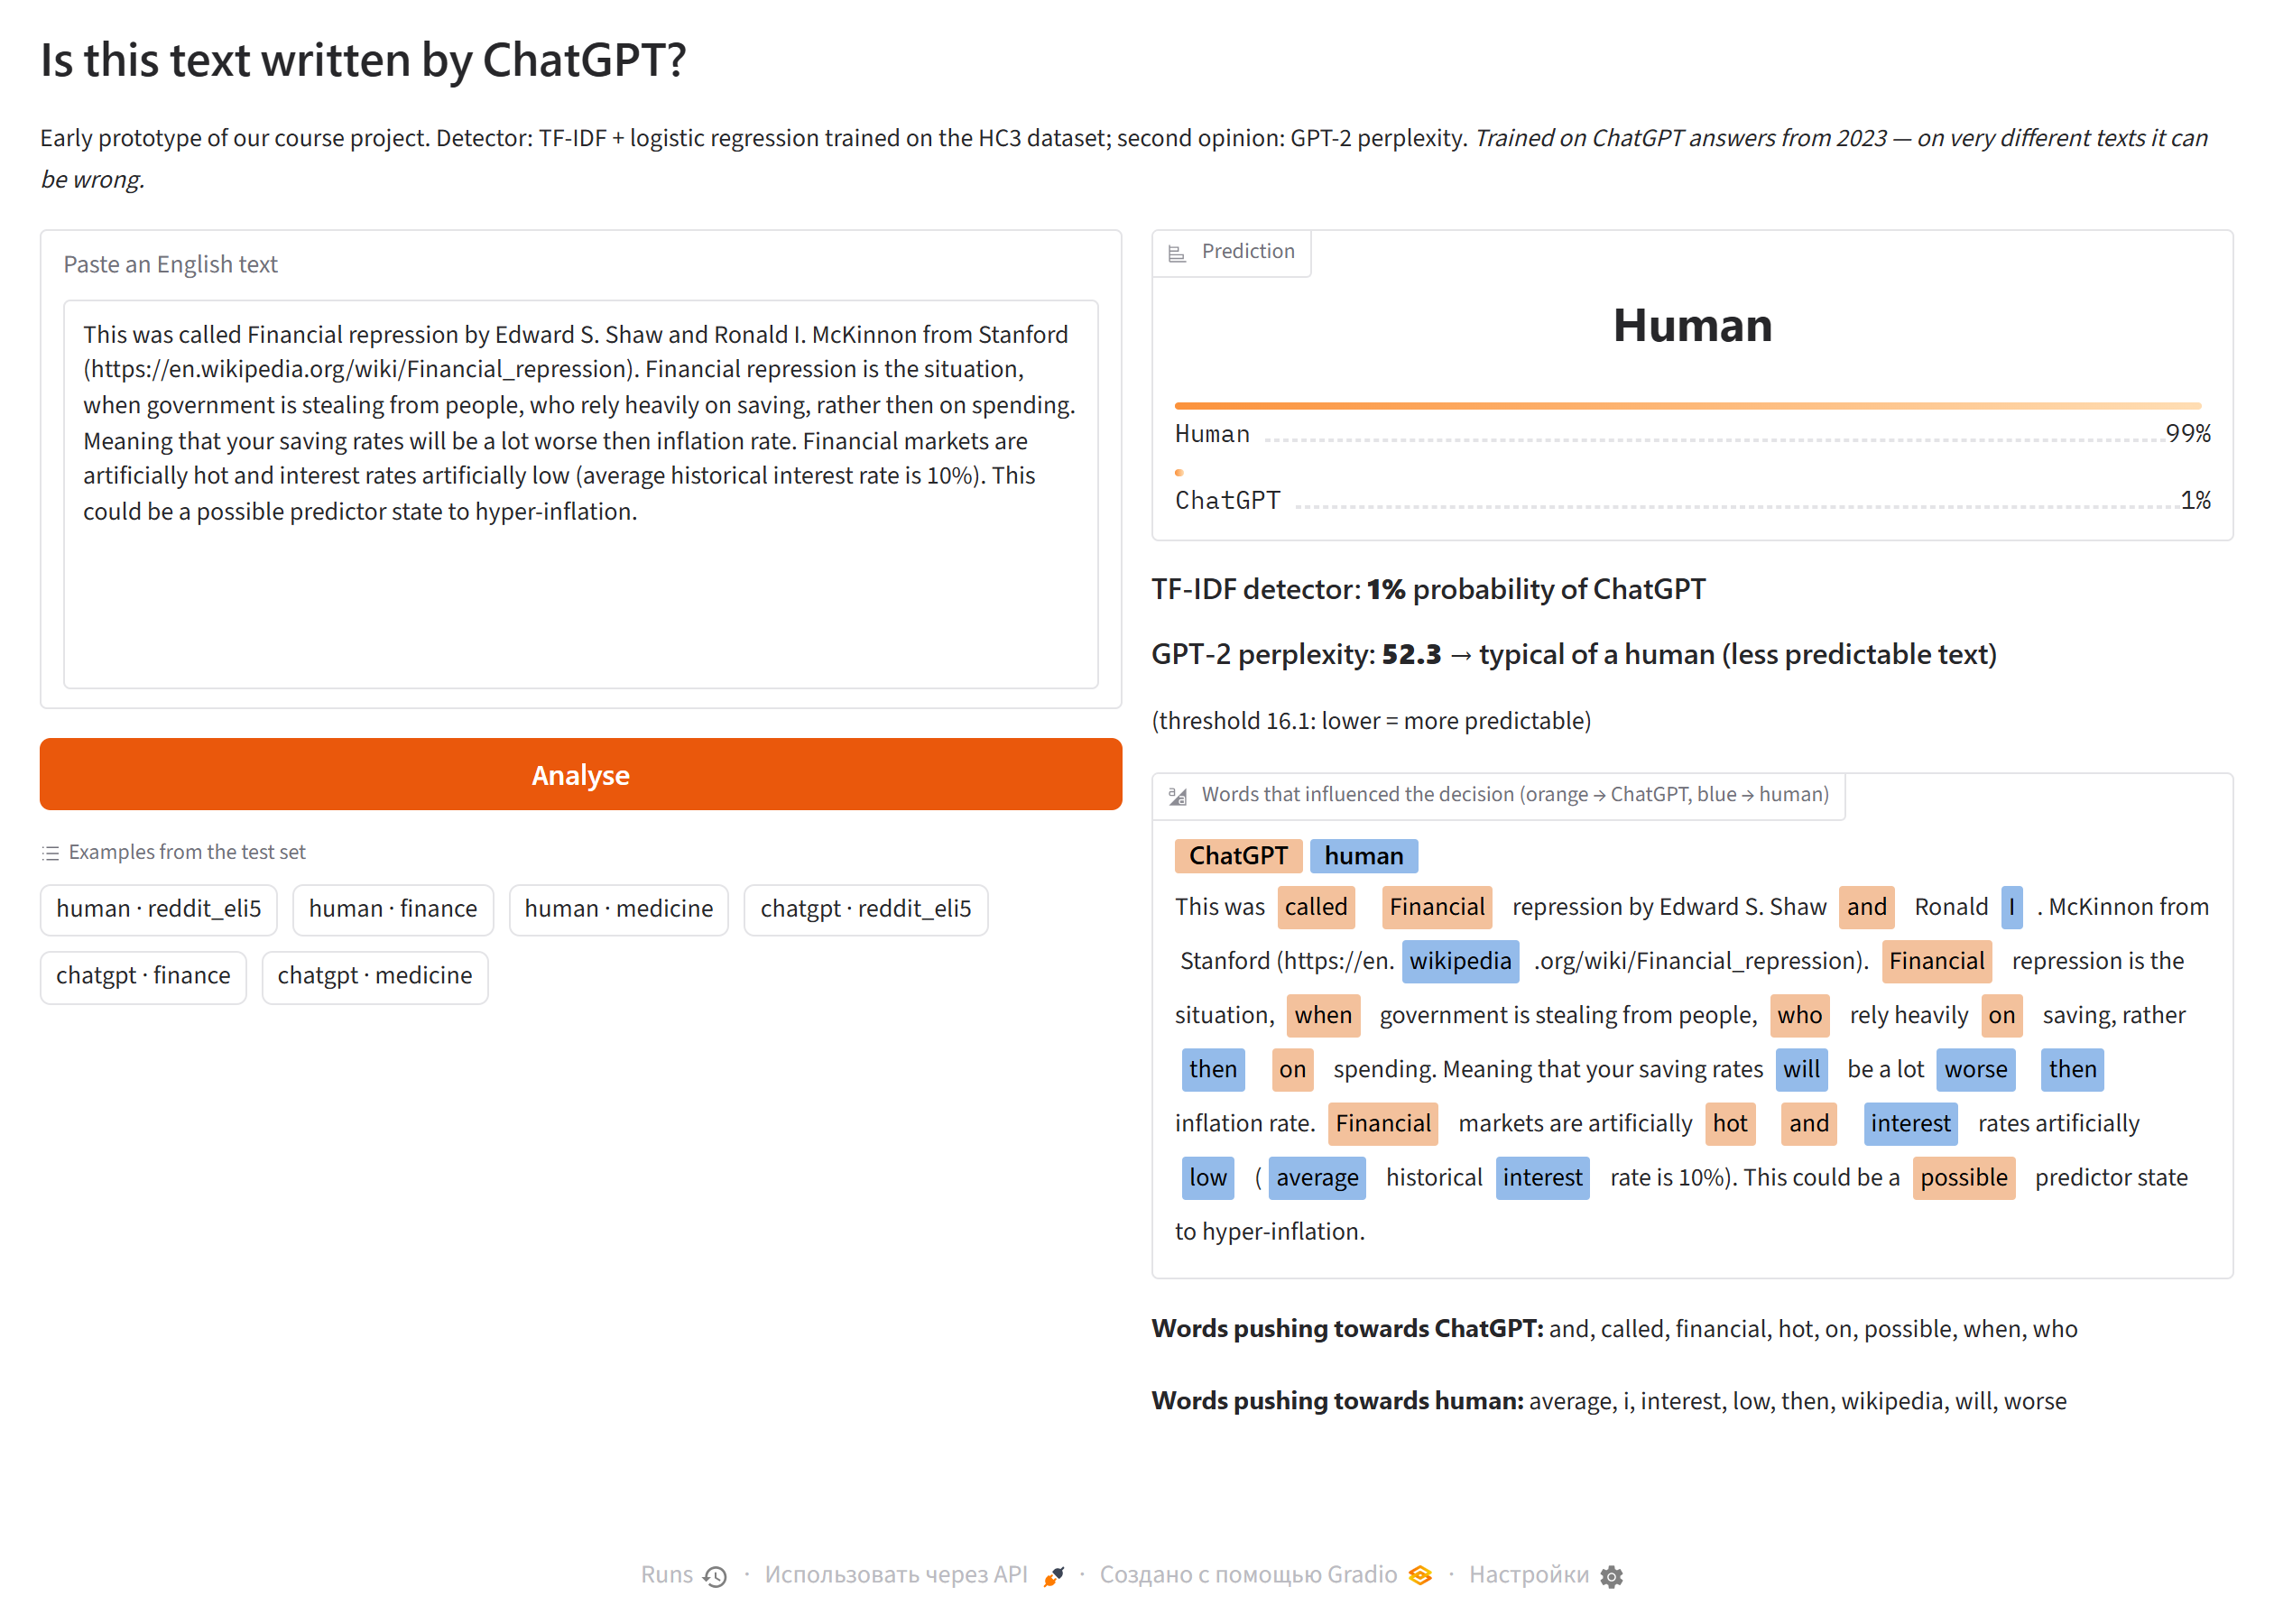 Is this text written by ChatGPT?
Early prototype of our course project. Detector: TF-IDF + logistic regression trained on the HC3 dataset; second opinion: GPT-2 perplexity. Trained on ChatGPT answers from 2023 — on very different texts it can
be wrong.
Paste an English text
This was called Financial repression by Edward S. Shaw and Ronald I. McKinnon from Stanford
(https://en.wikipedia.org/wiki/Financial_repression). Financial repression is the situation,
when government is stealing from people, who rely heavily on saving, rather then on spending.
Meaning that your saving rates will be a lot worse then inflation rate. Financial markets are
artificially hot and interest rates artificially low (average historical interest rate is 10%). This
could be a possible predictor state to hyper-inflation.
Analyse
Examples from the test set
human · reddit_eli5
human · finance
human · medicine
chatgpt · reddit_eli5
chatgpt · finance
chatgpt · medicine
Prediction
Human
Human 99%
ChatGPT 1%
TF-IDF detector: 1% probability of ChatGPT
GPT-2 perplexity: 52.3 → typical of a human (less predictable text)
(threshold 16.1: lower = more predictable)
Words that influenced the decision (orange → ChatGPT, blue → human)
ChatGPT human
This was called Financial repression by Edward S. Shaw and Ronald I . McKinnon from
Stanford (https://en. wikipedia .org/wiki/Financial_repression). Financial repression is the
situation, when government is stealing from people, who rely heavily on saving, rather
then on spending. Meaning that your saving rates will be a lot worse then
inflation rate. Financial markets are artificially hot and interest rates artificially
low ( average historical interest rate is 10%). This could be a possible predictor state
to hyper-inflation.
Words pushing towards ChatGPT: and, called, financial, hot, on, possible, when, who
Words pushing towards human: average, i, interest, low, then, wikipedia, will, worse
Runs · Использовать через API · Создано с помощью Gradio · Настройки